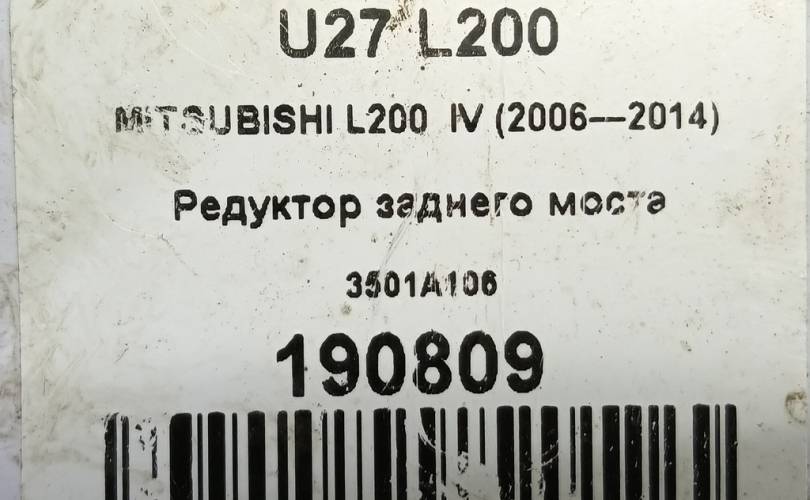 U27 L200
MITSUBISHI L200 IV (2006—2014)
Редуктор заднего моста
3501A106
190809